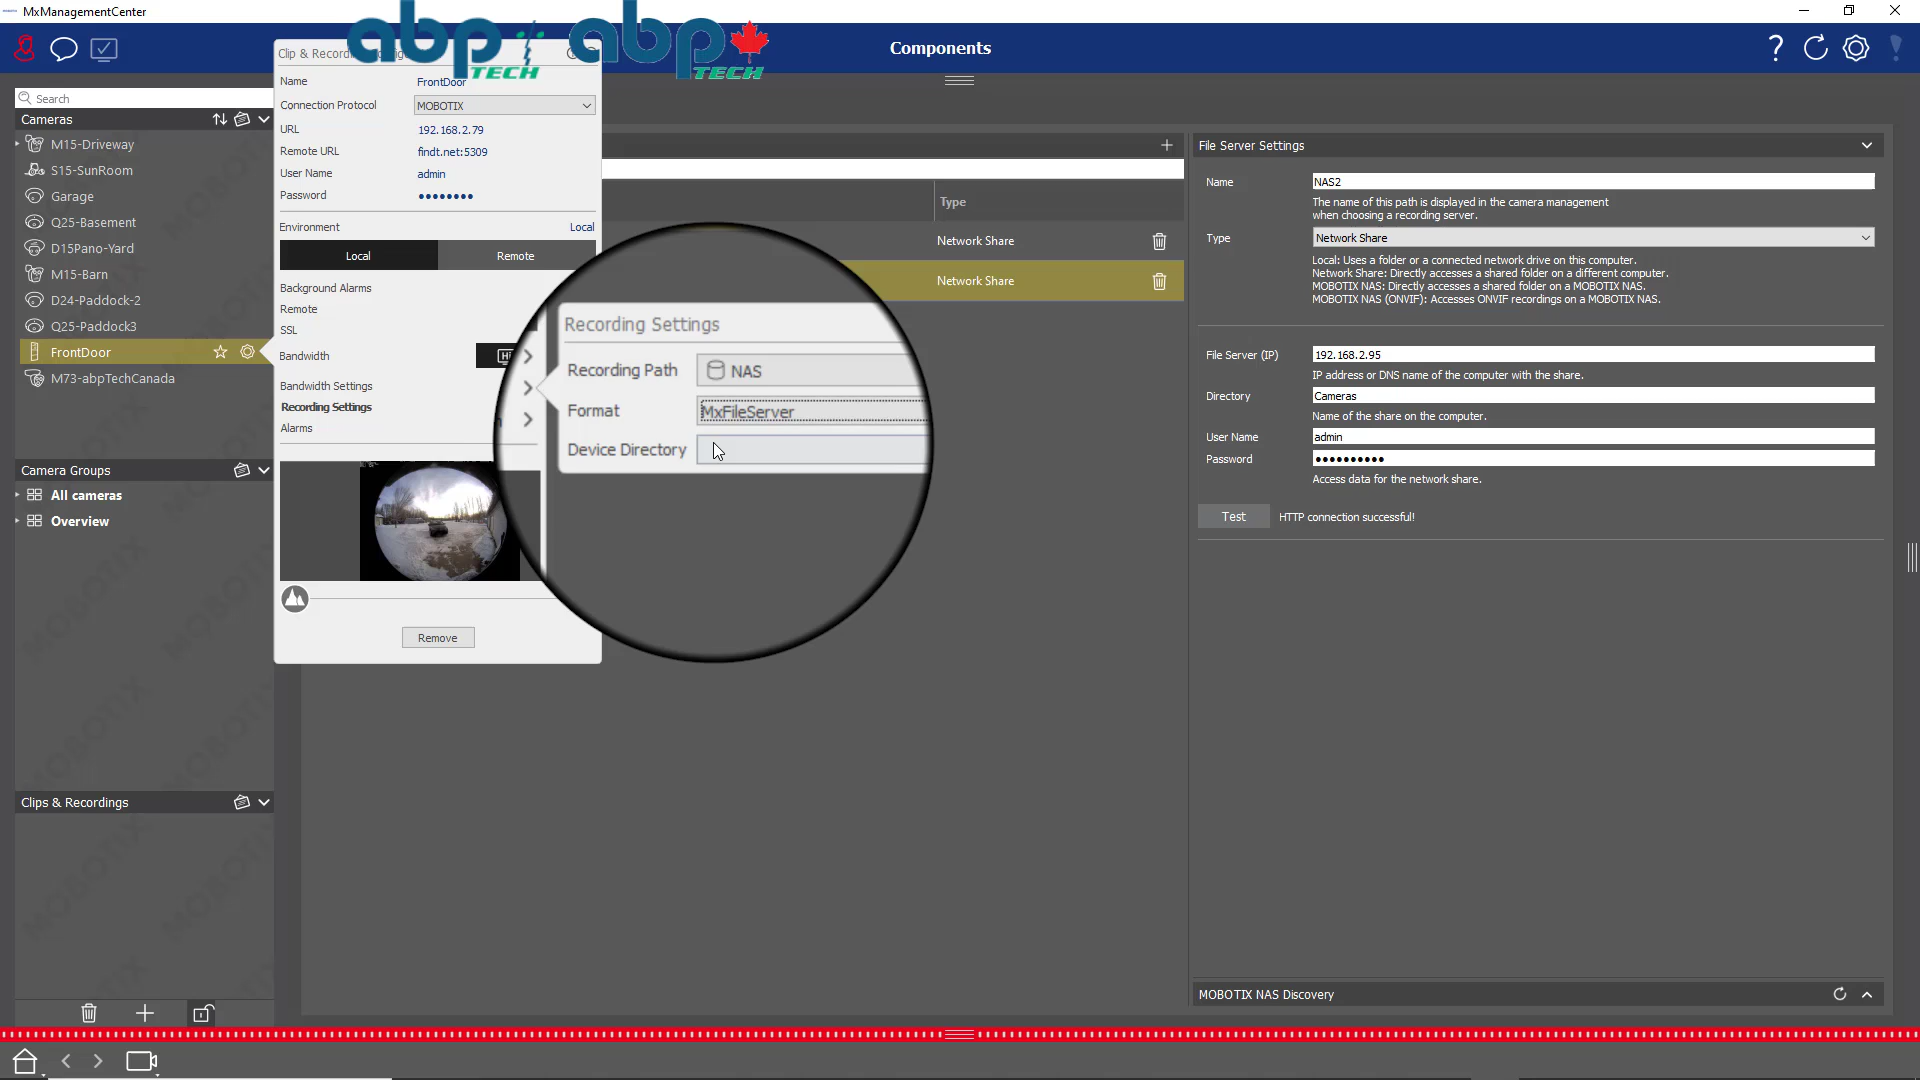 MxManagementCenter
abp TECH
abp TECH
Components
Search
Cameras
M15-Driveway
S15-SunRoom
Garage
Q25-Basement
D15Pano-Yard
M15-Barn
D24-Paddock-2
Q25-Paddock3
FrontDoor
M73-abpTechCanada
Camera Groups
All cameras
Overview
Clips & Recordings
Name FrontDoor
Connection Protocol MOBOTIX
URL 192.168.2.79
Remote URL findt.net:5309
User Name admin
Password ●●●●●●●●
Environment Local
Local Remote
Background Alarms
Remote
SSL
Bandwidth
Bandwidth Settings
Recording Settings
Alarms
Remove
Recording Settings
Recording Path NAS
Format MxFileServer
Device Directory
Type
Network Share
Network Share
File Server Settings
Name NAS2
The name of this path is displayed in the camera management
when choosing a recording server.
Type Network Share
Local: Uses a folder or a connected network drive on this computer.
Network Share: Directly accesses a shared folder on a different computer.
MOBOTIX NAS: Directly accesses a shared folder on a MOBOTIX NAS.
MOBOTIX NAS (ONVIF): Accesses ONVIF recordings on a MOBOTIX NAS.
File Server (IP) 192.168.2.95
IP address or DNS name of the computer with the share.
Directory Cameras
Name of the share on the computer.
User Name admin
Password ●●●●●●●●●●
Access data for the network share.
Test HTTP connection successful!
MOBOTIX NAS Discovery
MOBOTIX